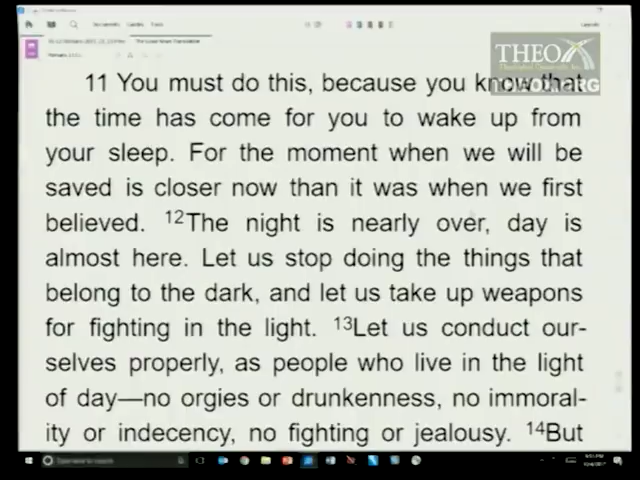 THEO
11 You must do this, because you know that
the time has come for you to wake up from
your sleep. For the moment when we will be
saved is closer now than it was when we first
believed. 12The night is nearly over, day is
almost here. Let us stop doing the things that
belong to the dark, and let us take up weapons
for fighting in the light. 13Let us conduct our-
selves properly, as people who live in the light
of day—no orgies or drunkenness, no immoral-
ity or indecency, no fighting or jealousy. 14But